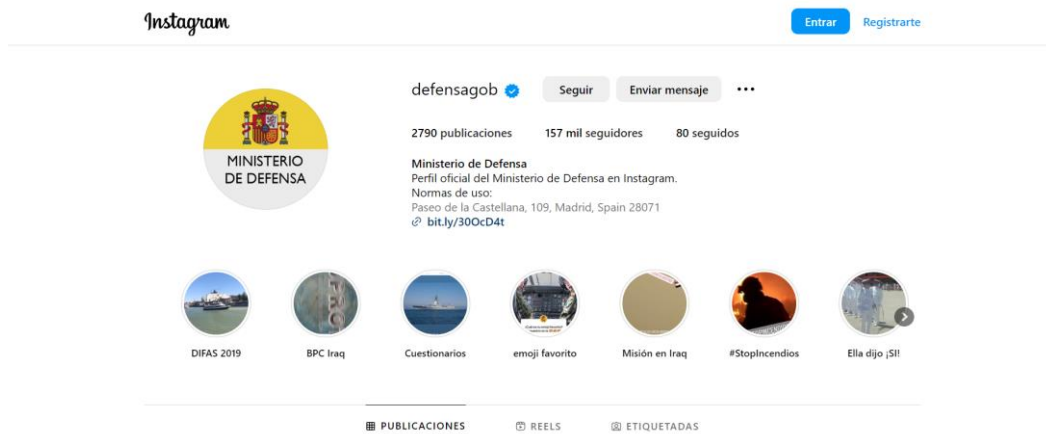 Instagram
Entrar Registrarte
defensagob Seguir Enviar mensaje
2790 publicaciones 157 mil seguidores 80 seguidos
MINISTERIO
DE DEFENSA
Ministerio de Defensa
Perfil oficial del Ministerio de Defensa en Instagram.
Normas de uso:
Paseo de la Castellana, 109, Madrid, Spain 28071
bit.ly/30OcD4t
DIFAS 2019 BPC Iraq Cuestionarios emoji favorito Misión en Iraq #StopIncendios Ella dijo ¡SI!
PUBLICACIONES REELS ETIQUETADAS